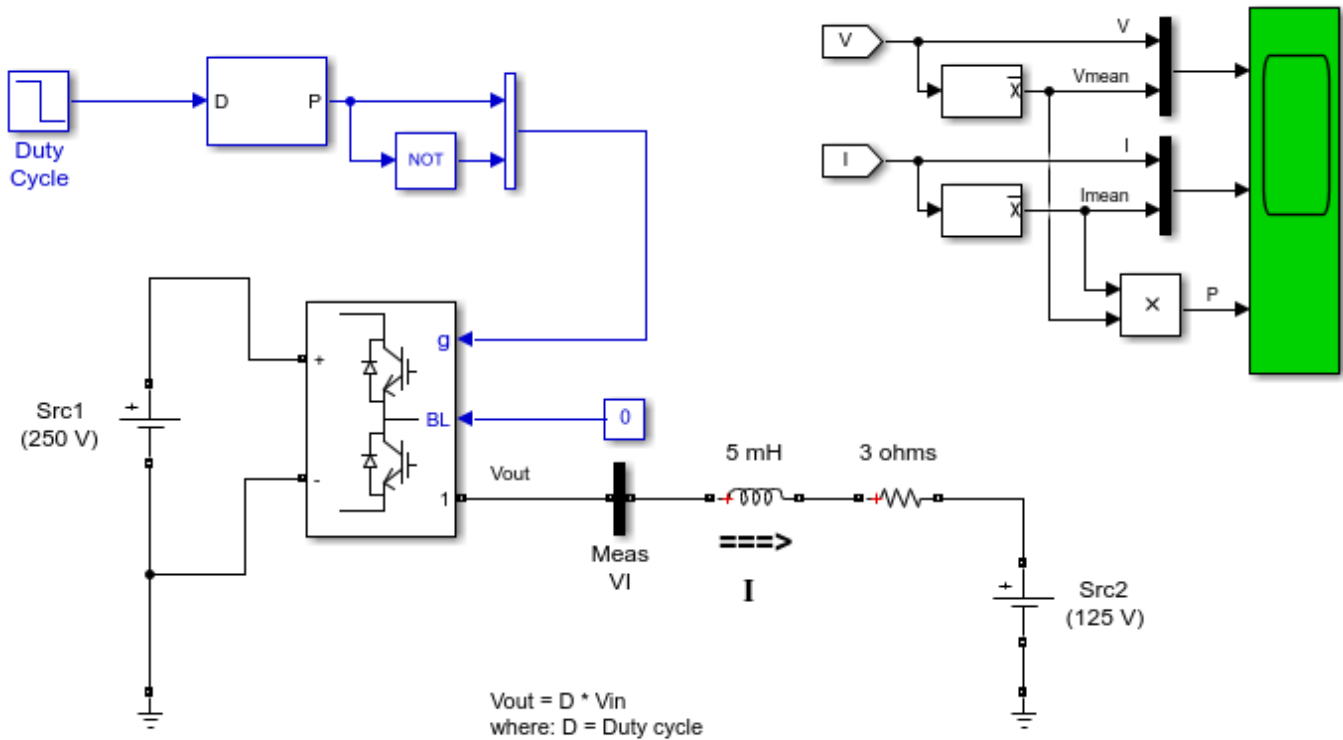 Duty
Cycle
D
P
NOT
V
V
Vmean
x
I
I
Imean
x
×
P
Src1
(250 V)
+
+
-
g
BL
1
0
Vout
Meas
VI
5 mH
+
===>
I
3 ohms
+
+
Src2
(125 V)
Vout = D * Vin
where: D = Duty cycle